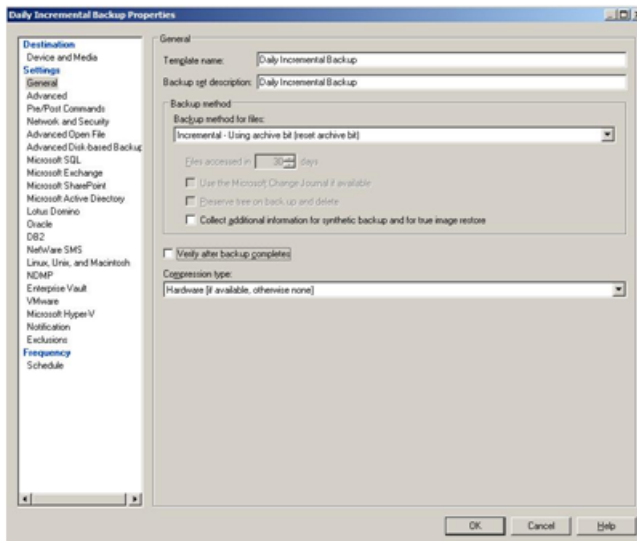 Daily Incremental Backup Properties
Destination
Device and Media
Settings
General
Advanced
Pre/Post Commands
Network and Security
Advanced Open File
Advanced Disk-based Backup
Microsoft SQL
Microsoft Exchange
Microsoft SharePoint
Microsoft Active Directory
Lotus Domino
Oracle
DB2
NetWare SMS
Linux, Unix, and Macintosh
NDMP
Enterprise Vault
VMware
Microsoft Hyper-V
Notification
Exclusions
Frequency
Schedule
General
Template name: Daily Incremental Backup
Backup set description: Daily Incremental Backup
Backup method
Backup method for files:
Incremental - Using archive bit (reset archive bit)
Files accessed in 30 days
Use the Microsoft Change Journal if available
Preserve tree on back up and delete
Collect additional information for synthetic backup and for true image restore
Verify after backup completes
Compression type:
Hardware [if available, otherwise none]
OK Cancel Help